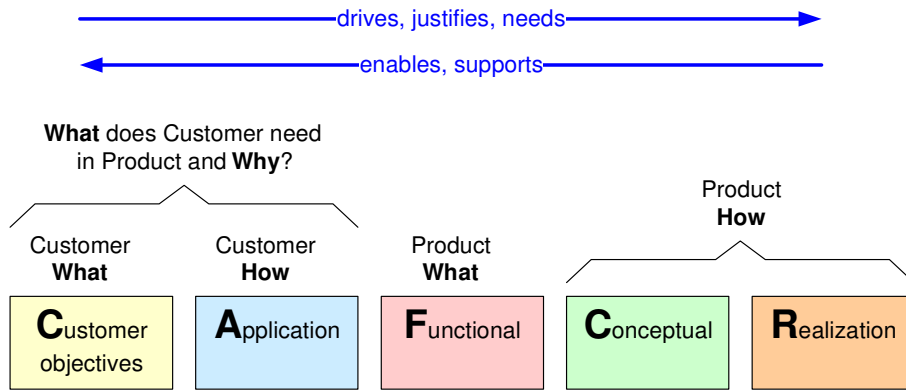 drives, justifies, needs
enables, supports
What does Customer need
in Product and Why?
Product
How
Customer
What
Customer
How
Product
What
Customer
objectives
Application
Functional
Conceptual
Realization